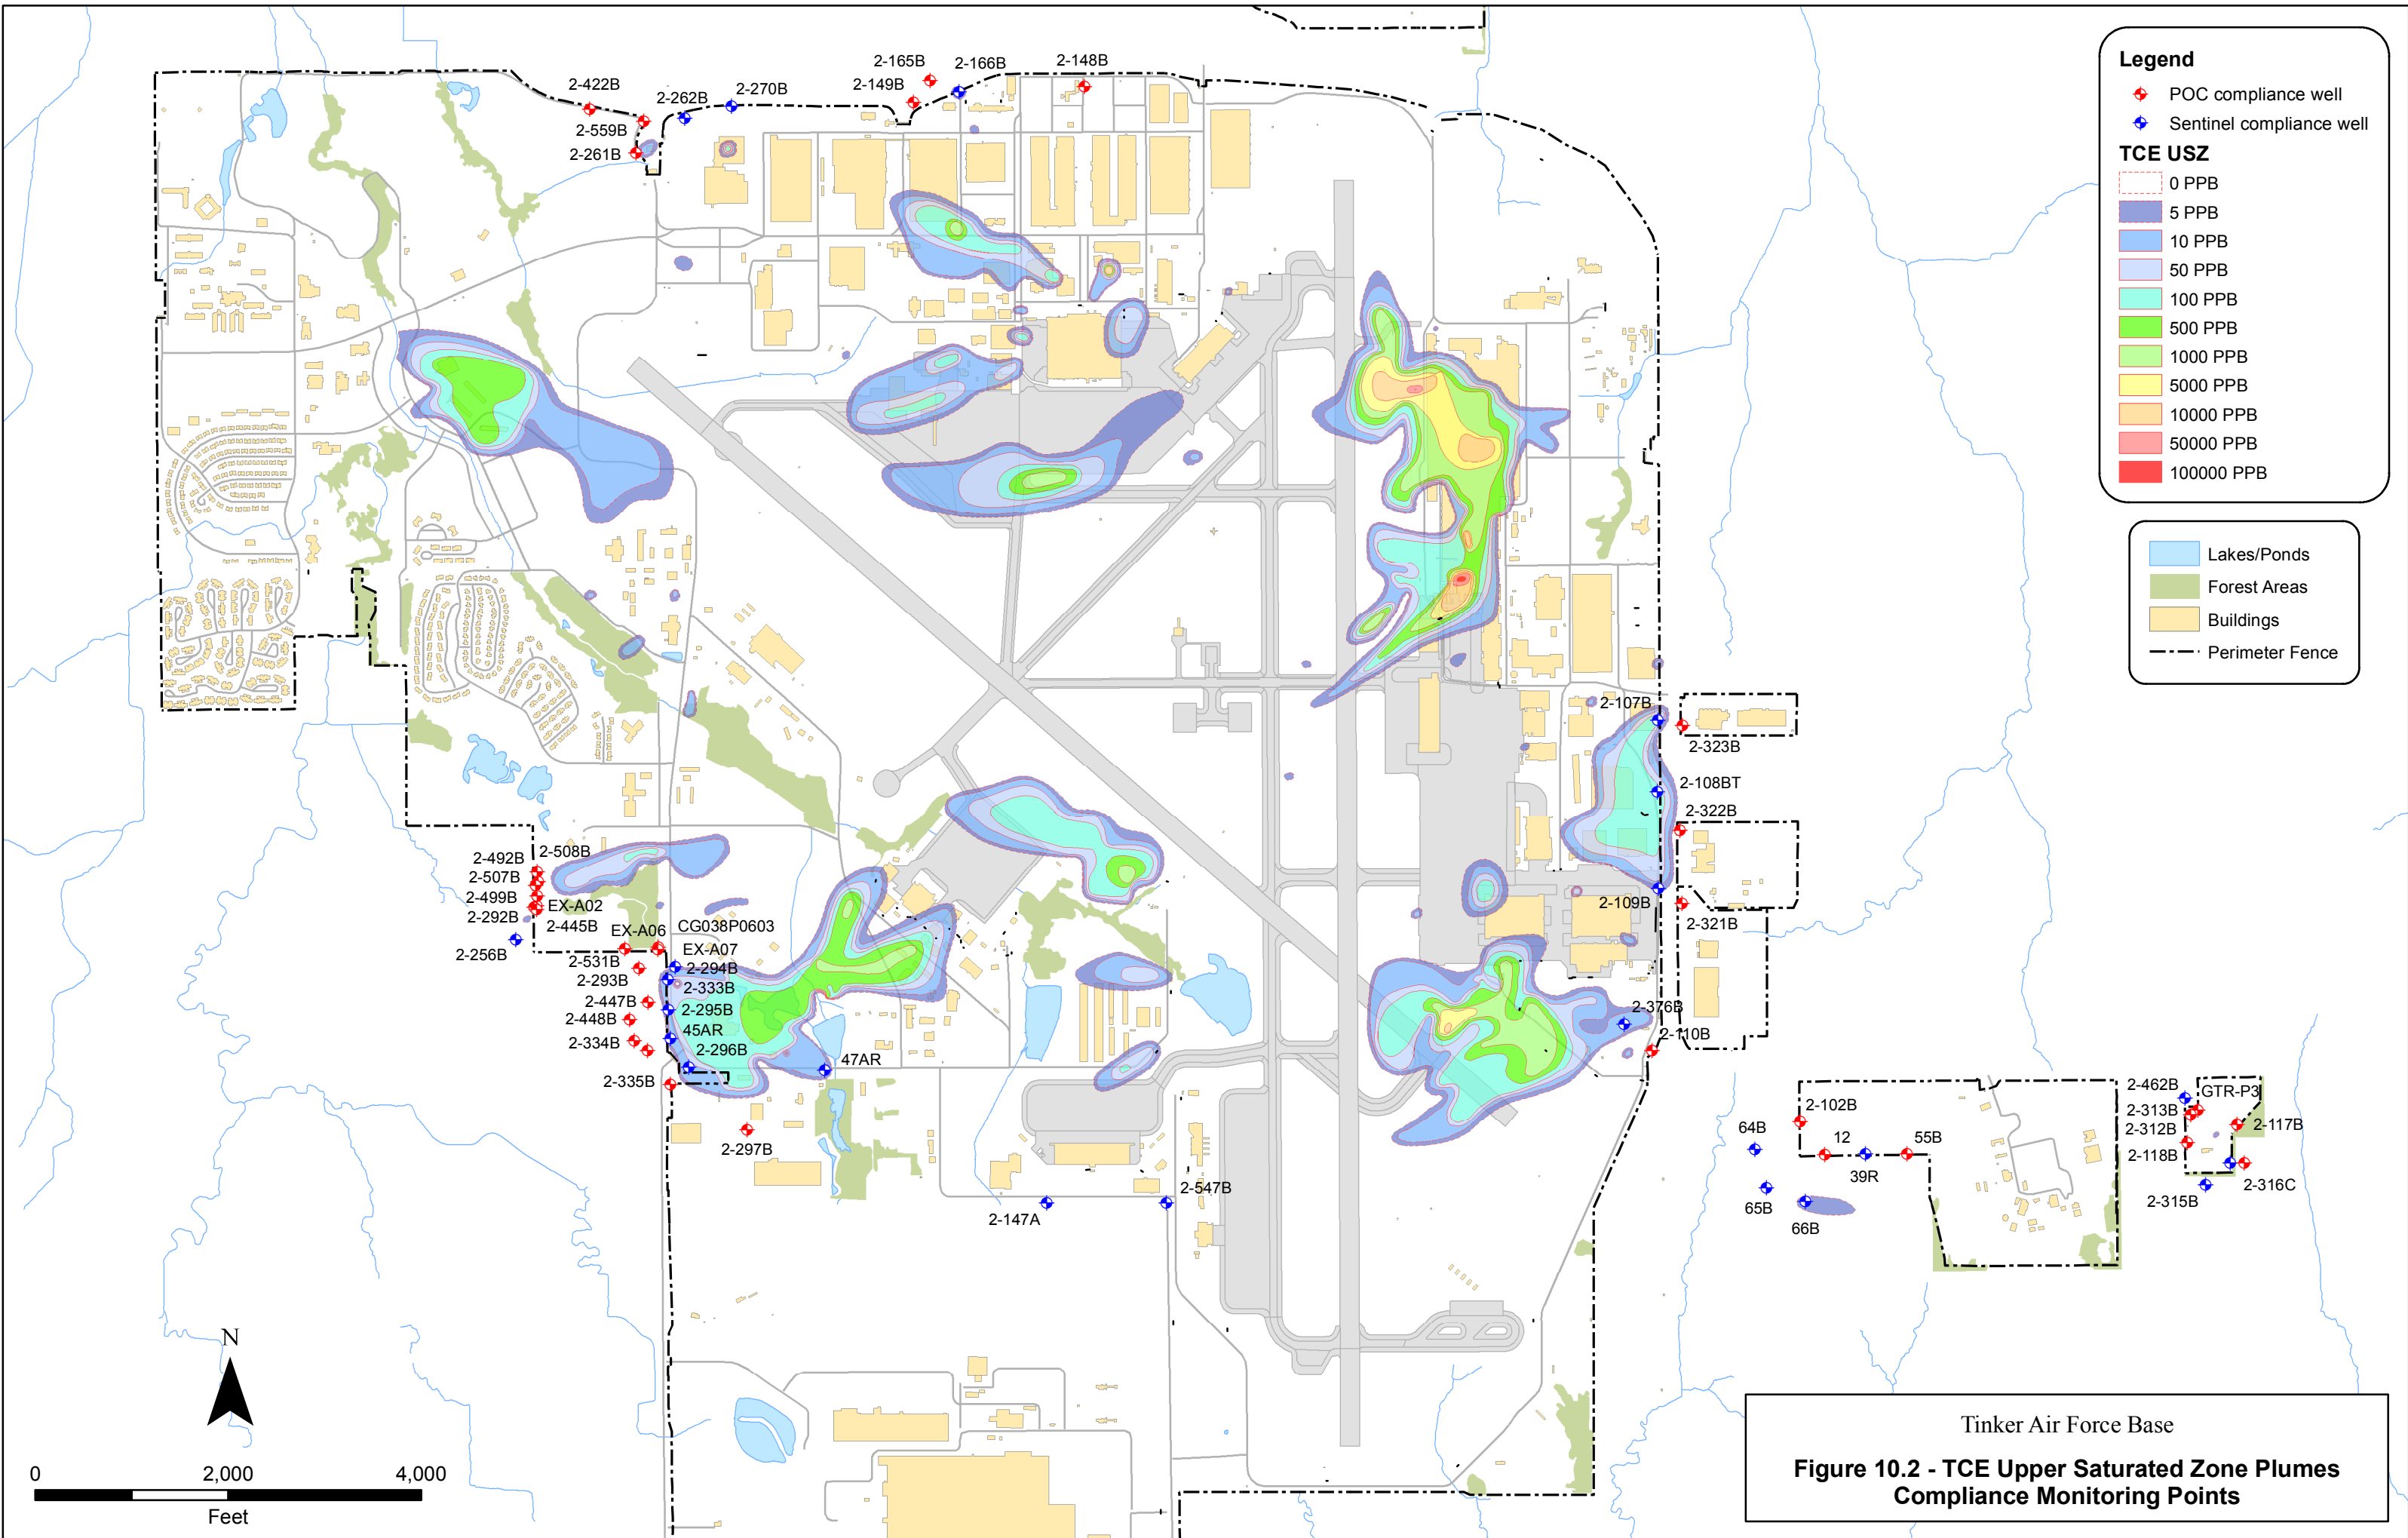 2-165B
2-166B
2-148B
2-422B
2-262B
2-270B
2-149B
2-559B
2-261B
Legend
POC compliance well
Sentinel compliance well
TCE USZ
0 PPB
5 PPB
10 PPB
50 PPB
100 PPB
500 PPB
1000 PPB
5000 PPB
10000 PPB
50000 PPB
100000 PPB
Lakes/Ponds
Forest Areas
Buildings
Perimeter Fence
2-107B
2-323B
2-108BT
2-322B
2-109B
2-321B
2-376B
2-110B
2-492B
2-508B
2-507B
2-499B
EX-A02
2-292B
2-445B
2-256B
EX-A06
CG038P0603
2-531B
EX-A07
2-293B
2-294B
2-333B
2-447B
2-295B
2-448B
45AR
2-334B
2-296B
47AR
2-335B
2-297B
2-147A
2-547B
64B
65B
66B
2-102B
12
39R
55B
2-462B
GTR-P3
2-313B
2-312B
2-117B
2-118B
2-316C
2-315B
N
0
2,000
4,000
Feet
Tinker Air Force Base
Figure 10.2 - TCE Upper Saturated Zone Plumes
Compliance Monitoring Points